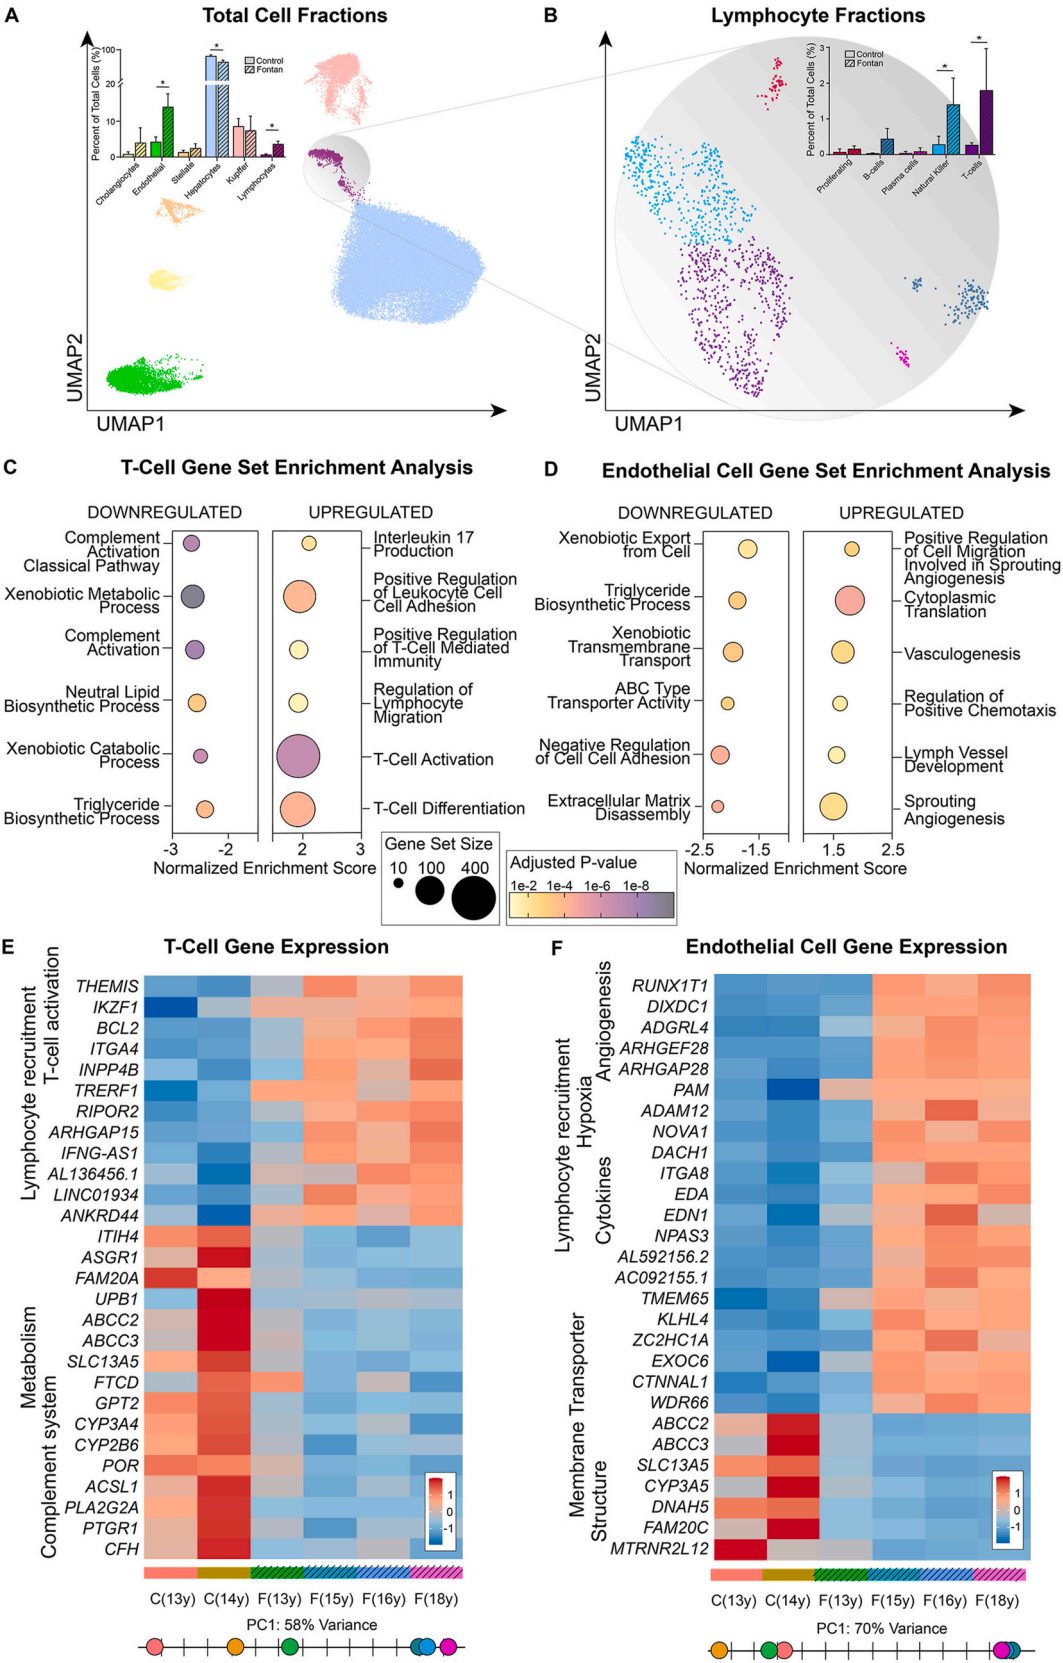 A
Total Cell Fractions
Percent of Total Cells (%)
100
20
20
10
0
*
*
*
*
Control
Fontan
Cholangiocytes
Endothelial
Stellate
Hepatocytes
Kupffer
Lymphocytes
UMAP2
UMAP1
B
Lymphocyte Fractions
Percent of Total Cells (%)
3
2
1
0
*
*
Control
Fontan
Proliferating
B-cells
Plasma cells
Natural Killer
T-cells
UMAP2
UMAP1
C
T-Cell Gene Set Enrichment Analysis
DOWNREGULATED
UPREGULATED
Complement
Activation
Classical Pathway
Xenobiotic Metabolic
Process
Complement
Activation
Neutral Lipid
Biosynthetic Process
Xenobiotic Catabolic
Process
Triglyceride
Biosynthetic Process
Interleukin 17
Production
Positive Regulation
of Leukocyte Cell
Cell Adhesion
Positive Regulation
of T-Cell Mediated
Immunity
Regulation of
Lymphocyte
Migration
T-Cell Activation
T-Cell Differentiation
-3
-2
2
3
Normalized Enrichment Score
Gene Set Size
10 100 400
Adjusted P-value
1e-2 1e-4 1e-6 1e-8
D
Endothelial Cell Gene Set Enrichment Analysis
DOWNREGULATED
UPREGULATED
Xenobiotic Export
from Cell
Triglyceride
Biosynthetic Process
Xenobiotic
Transmembrane
Transport
ABC Type
Transporter Activity
Negative Regulation
of Cell Cell Adhesion
Extracellular Matrix
Disassembly
Positive Regulation
of Cell Migration
Involved in Sprouting
Angiogenesis
Cytoplasmic
Translation
Vasculogenesis
Regulation of
Positive Chemotaxis
Lymph Vessel
Development
Sprouting
Angiogenesis
-2.5
-1.5
1.5
2.5
Normalized Enrichment Score
E
T-Cell Gene Expression
Lymphocyte recruitment
T-cell activation
Metabolism
Complement system
THEMIS
IKZF1
BCL2
ITGA4
INPP4B
TRERF1
RIPOR2
ARHGAP15
IFNG-AS1
AL136456.1
LINC01934
ANKRD44
ITIH4
ASGR1
FAM20A
UPB1
ABCC2
ABCC3
SLC13A5
FTCD
GPT2
CYP3A4
CYP2B6
POR
ACSL1
PLA2G2A
PTGR1
CFH
1
0
-1
C(13y) C(14y) F(13y) F(15y) F(16y) F(18y)
PC1: 58% Variance
F
Endothelial Cell Gene Expression
Lymphocyte recruitment
Hypoxia
Angiogenesis
Cytokines
Membrane Transporter
Structure
RUNX1T1
DIXDC1
ADGRL4
ARHGEF28
ARHGAP28
PAM
ADAM12
NOVA1
DACH1
ITGA8
EDA
EDN1
NPAS3
AL592156.2
AC092155.1
TMEM65
KLHL4
ZC2HC1A
EXOC6
CTNNAL1
WDR66
ABCC2
ABCC3
SLC13A5
CYP3A5
DNAH5
FAM20C
MTRNR2L12
1
0
-1
C(13y) C(14y) F(13y) F(15y) F(16y) F(18y)
PC1: 70% Variance